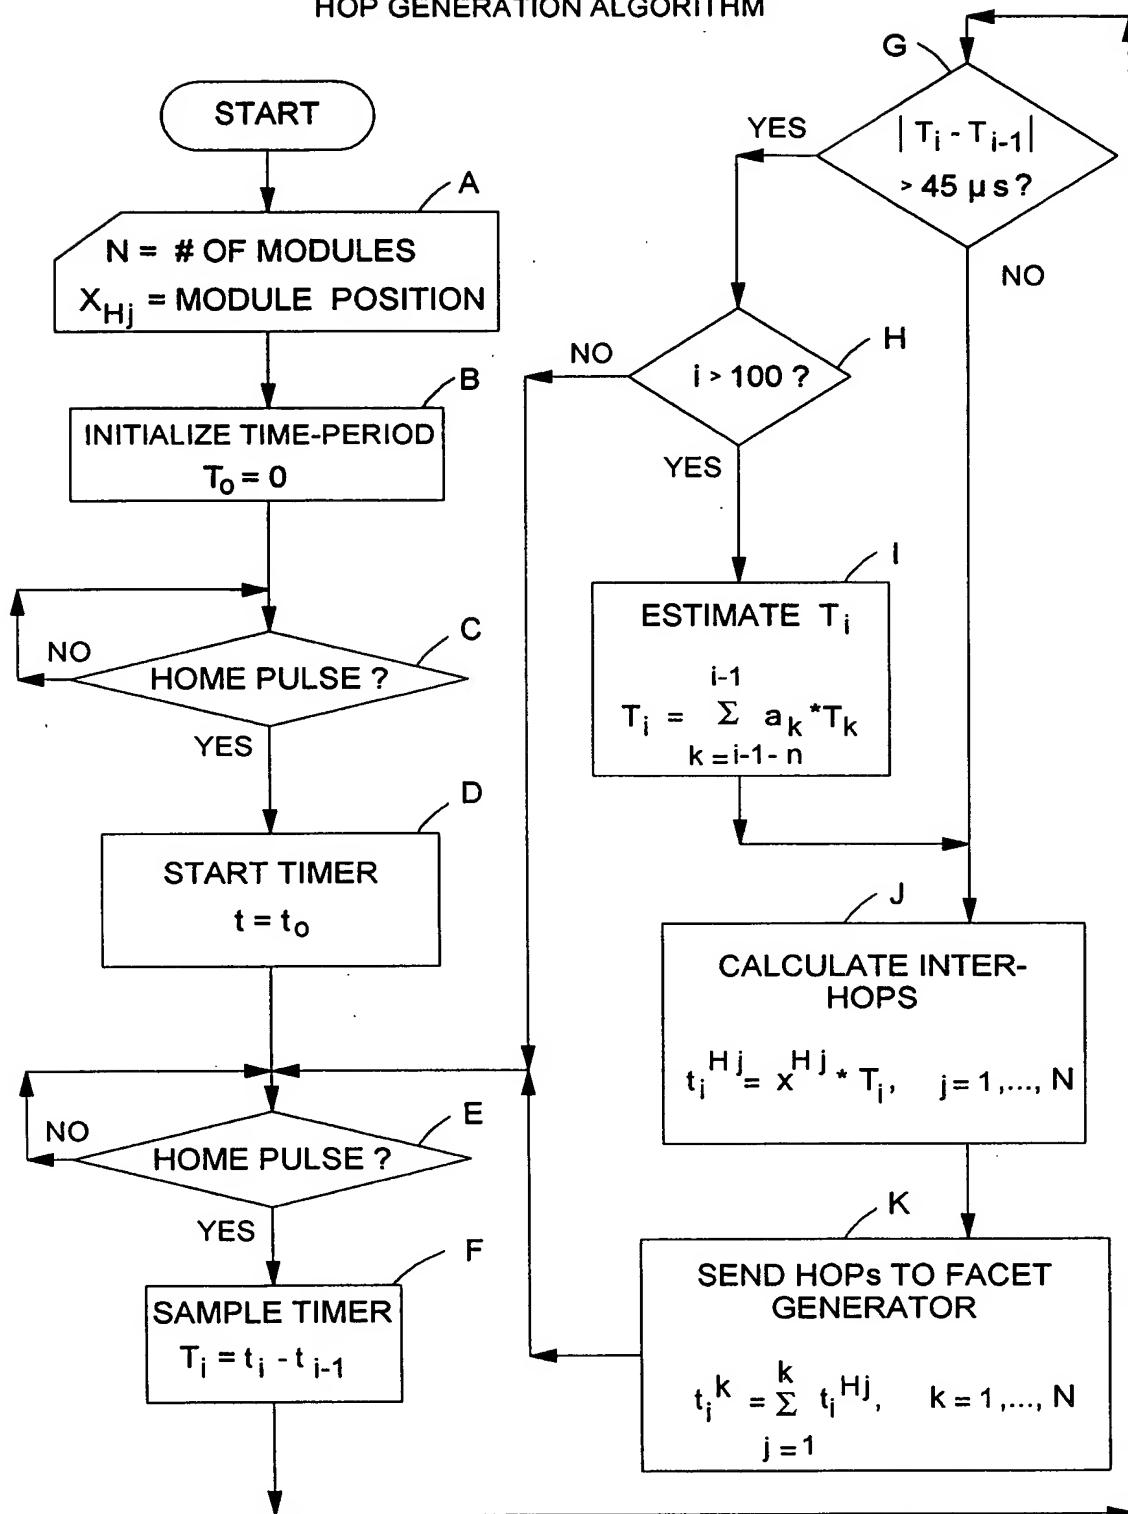 HOP GENERATION ALGORITHM
START
A
N = # OF MODULES
X_Hj = MODULE POSITION
B
INITIALIZE TIME-PERIOD
T_o = 0
NO
C
HOME PULSE ?
YES
D
START TIMER
t = t_o
NO
E
HOME PULSE ?
YES
F
SAMPLE TIMER
T_i = t_i - t_i-1
G
YES
| T_i - T_i-1 |
> 45 µs ?
NO
NO
H
i > 100 ?
YES
I
ESTIMATE T_i
i-1
T_i = Σ a_k * T_k
k = i-1- n
J
CALCULATE INTER-
HOPS
t_i^Hj = x^Hj * T_i, j = 1,..., N
K
SEND HOPs TO FACET
GENERATOR
k
t_i^k = Σ t_i^Hj, k = 1,..., N
j = 1